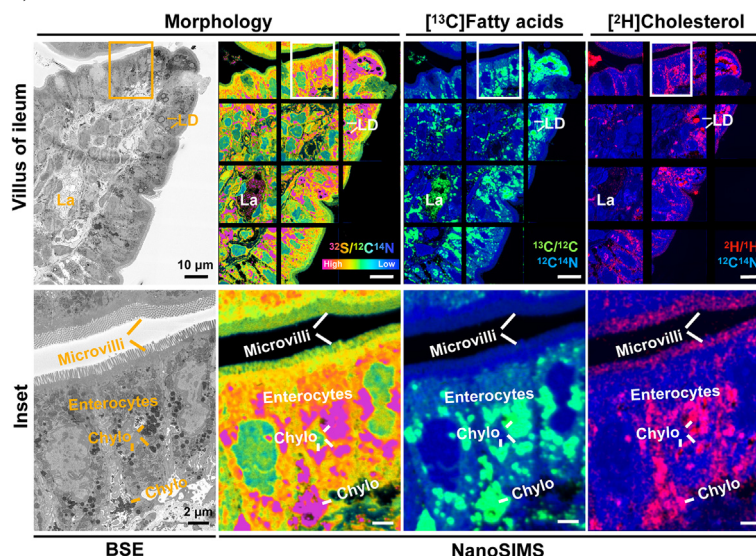 Morphology
[¹³C]Fatty acids
[²H]Cholesterol
Villus of ileum
LD
La
10 µm
LD
La
³²S/¹²C¹⁴N
High Low
LD
La
¹³C/¹²C
¹²C¹⁴N
LD
La
²H/¹H
¹²C¹⁴N
Inset
Microvilli
Enterocytes
Chylo
Chylo
2 µm
Microvilli
Enterocytes
Chylo
Chylo
Microvilli
Enterocytes
Chylo
Chylo
Microvilli
Enterocytes
Chylo
Chylo
BSE
NanoSIMS